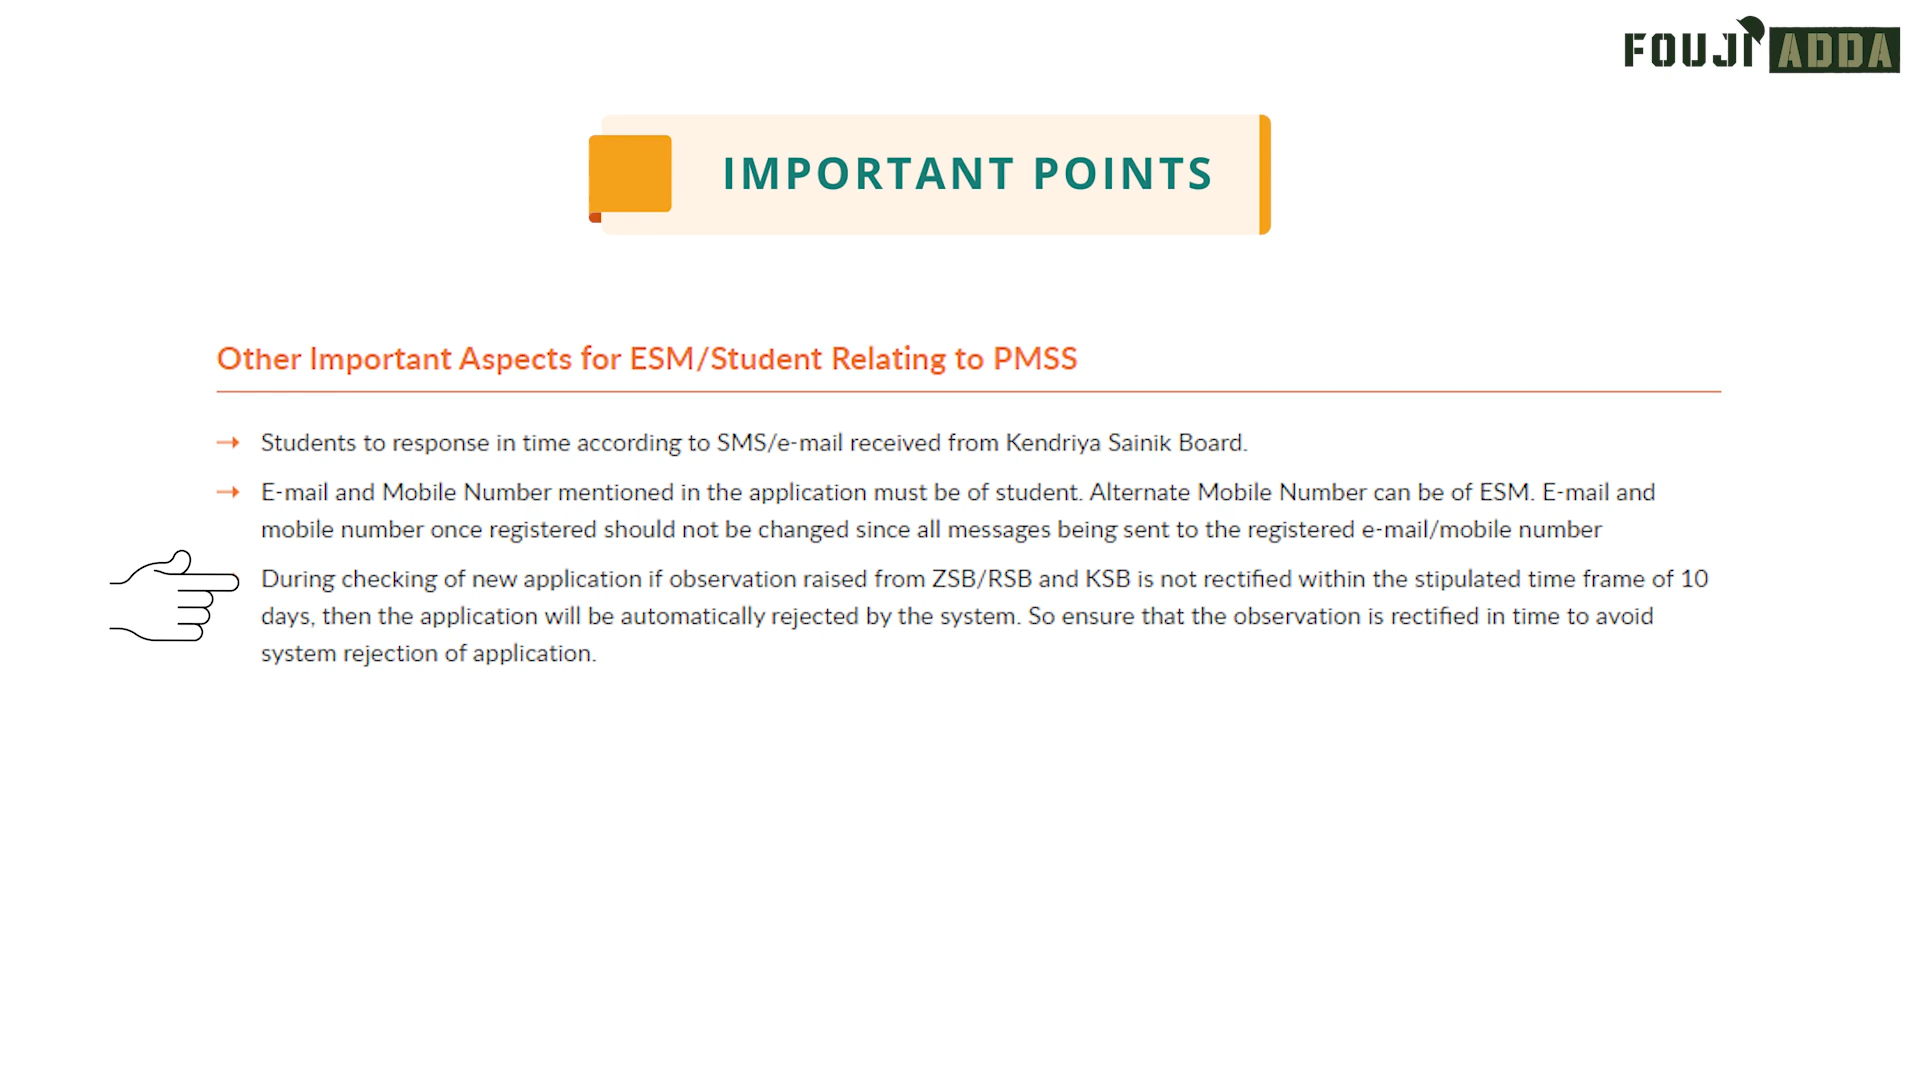 FOUJI ADDA
IMPORTANT POINTS
Other Important Aspects for ESM/Student Relating to PMSS
→ Students to response in time according to SMS/e-mail received from Kendriya Sainik Board.
→ E-mail and Mobile Number mentioned in the application must be of student. Alternate Mobile Number can be of ESM. E-mail and
mobile number once registered should not be changed since all messages being sent to the registered e-mail/mobile number
During checking of new application if observation raised from ZSB/RSB and KSB is not rectified within the stipulated time frame of 10
days, then the application will be automatically rejected by the system. So ensure that the observation is rectified in time to avoid
system rejection of application.